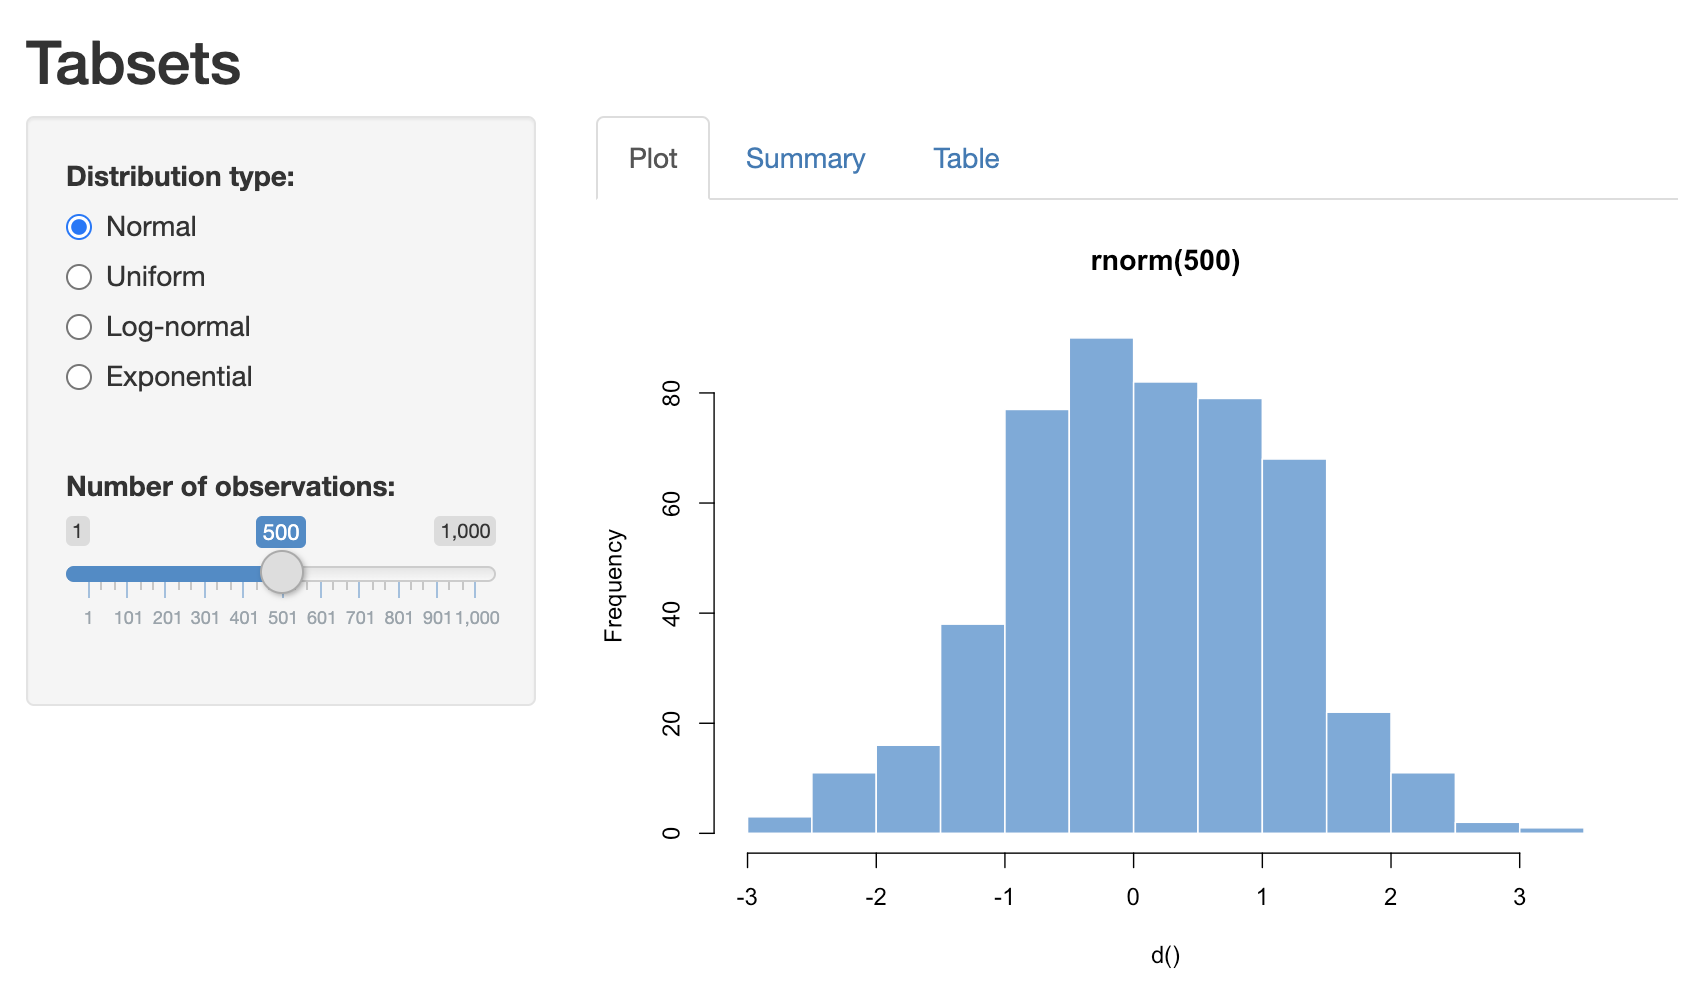 Tabsets
Distribution type:
Normal
Uniform
Log-normal
Exponential
Number of observations:
1 500 1,000
1 101 201 301 401 501 601 701 801 901 1,000
Plot Summary Table
rnorm(500)
Frequency
80
60
40
20
0
-3 -2 -1 0 1 2 3
d()